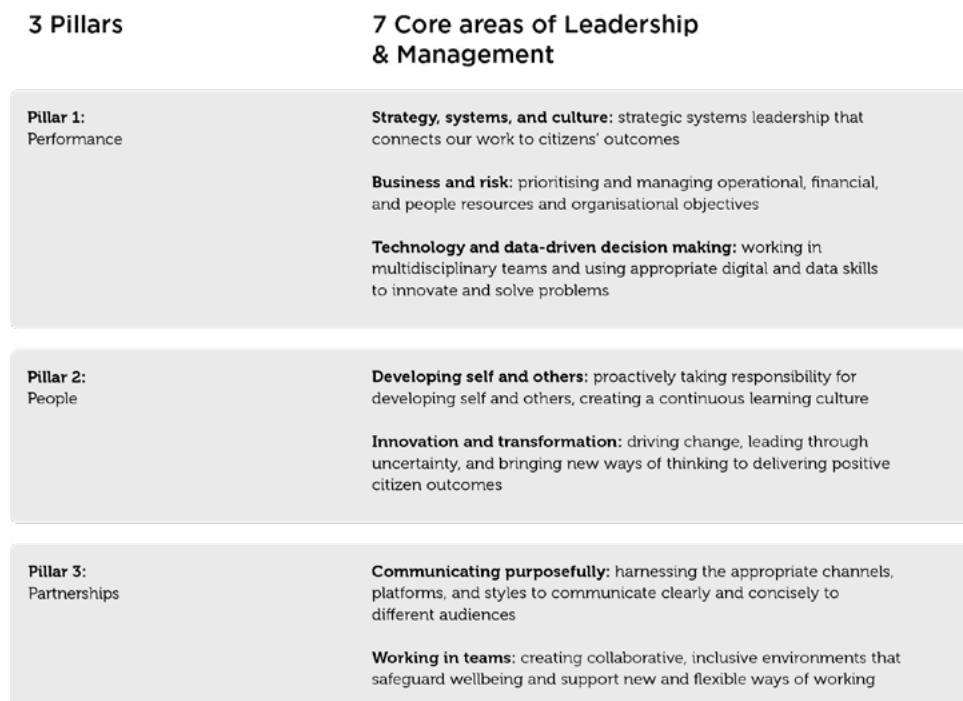 3 Pillars
7 Core areas of Leadership
& Management
Pillar 1:
Performance
Strategy, systems, and culture: strategic systems leadership that
connects our work to citizens’ outcomes
Business and risk: prioritising and managing operational, financial,
and people resources and organisational objectives
Technology and data-driven decision making: working in
multidisciplinary teams and using appropriate digital and data skills
to innovate and solve problems
Pillar 2:
People
Developing self and others: proactively taking responsibility for
developing self and others, creating a continuous learning culture
Innovation and transformation: driving change, leading through
uncertainty, and bringing new ways of thinking to delivering positive
citizen outcomes
Pillar 3:
Partnerships
Communicating purposefully: harnessing the appropriate channels,
platforms, and styles to communicate clearly and concisely to
different audiences
Working in teams: creating collaborative, inclusive environments that
safeguard wellbeing and support new and flexible ways of working